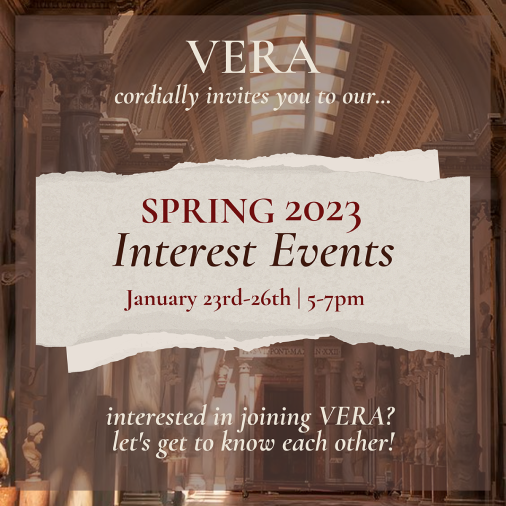 VERA
cordially invites you to our...
SPRING 2023
Interest Events
January 23rd-26th | 5-7pm
interested in joining VERA?
let's get to know each other!